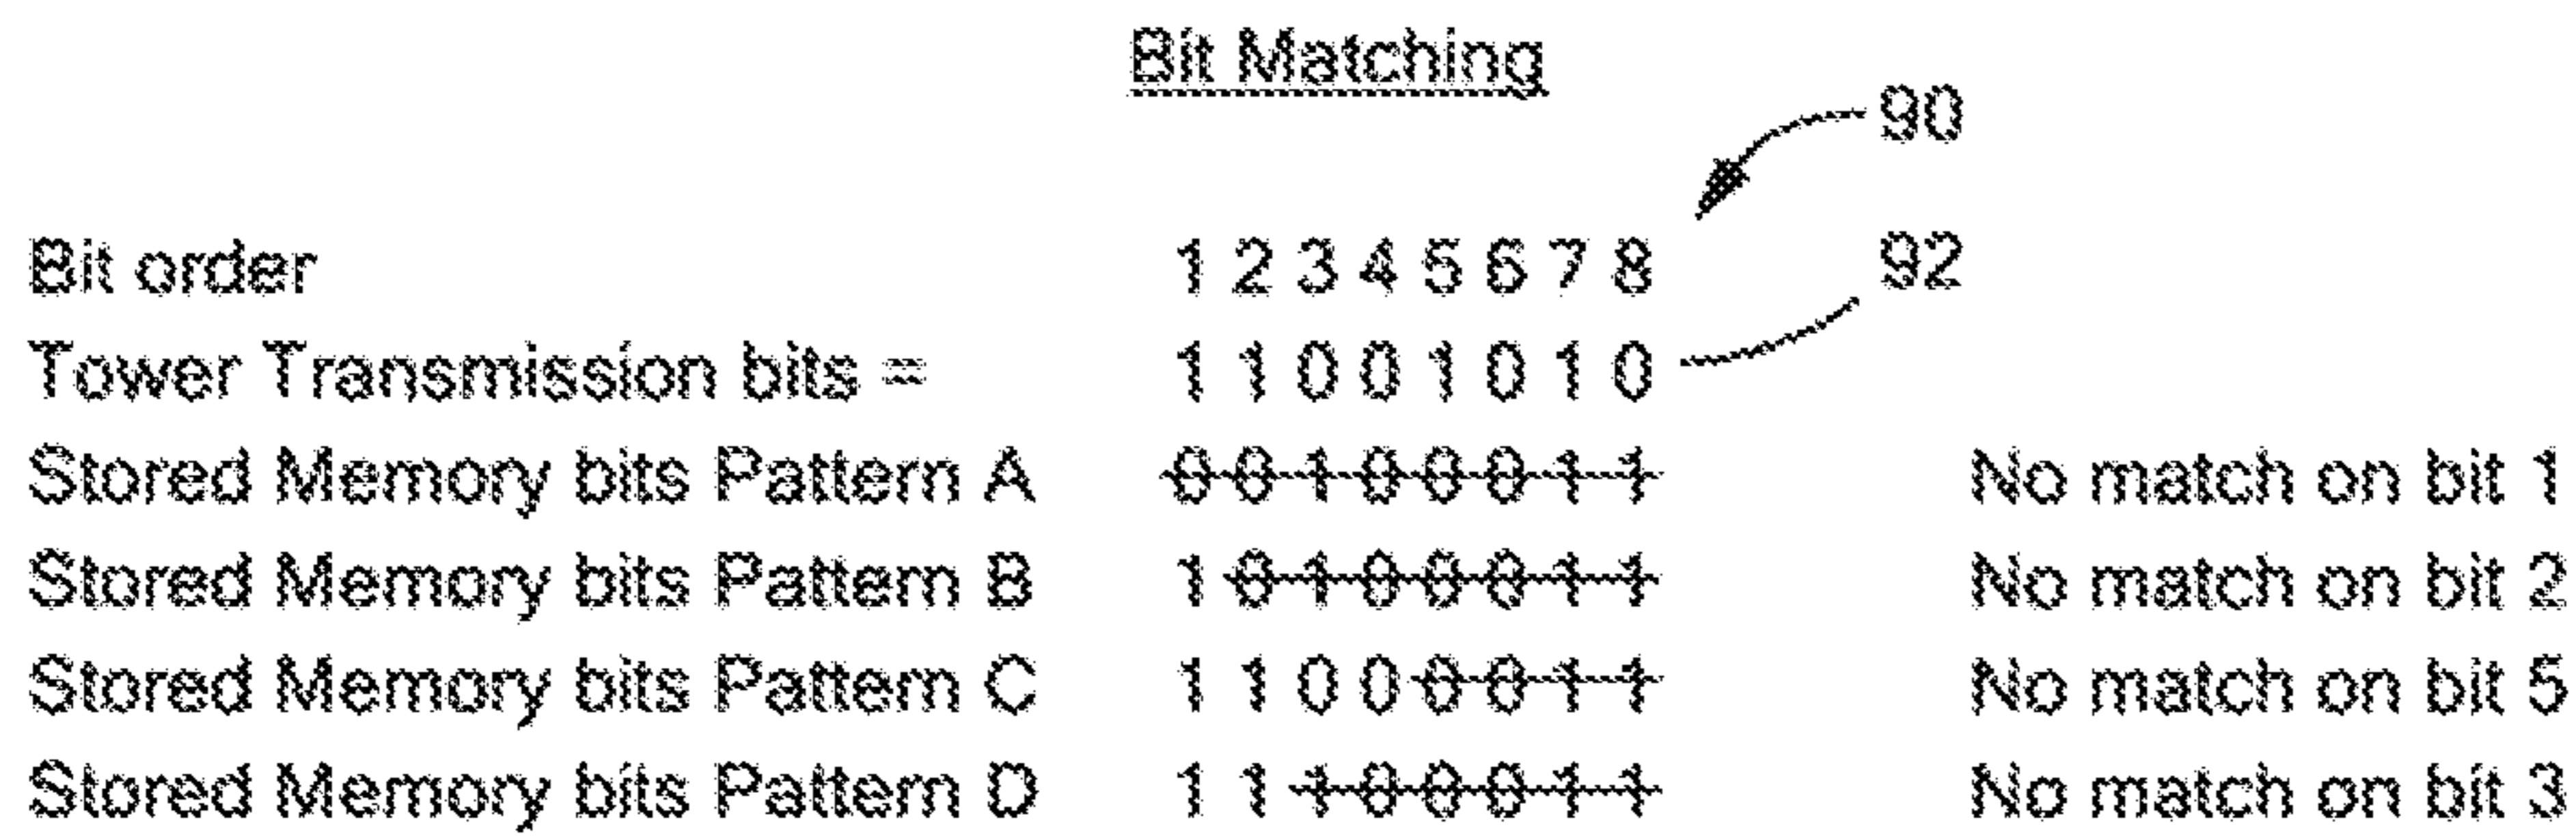 Bit Matching
90
Bit order 1 2 3 4 5 6 7 8 92
Tower Transmission bits = 1 1 0 0 1 0 1 0
Stored Memory bits Pattern A 0 0 1 0 0 0 1 1 No match on bit 1
Stored Memory bits Pattern B 1 0 1 0 0 0 1 1 No match on bit 2
Stored Memory bits Pattern C 1 1 0 0 0 0 1 1 No match on bit 5
Stored Memory bits Pattern D 1 1 1 0 0 0 1 1 No match on bit 3